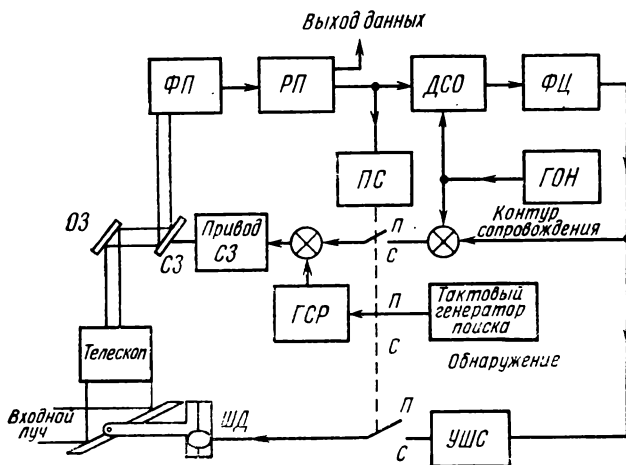 Выход данных
ФП
РП
ДСО
ФЦ
ПС
ГОН
ОЗ
СЗ
Привод
СЗ
П
С
Контур
сопровождения
ГСР
П
С
Тактовый
генератор
поиска
Обнаружение
Телескоп
Входной
луч
ШД
П
С
УШС